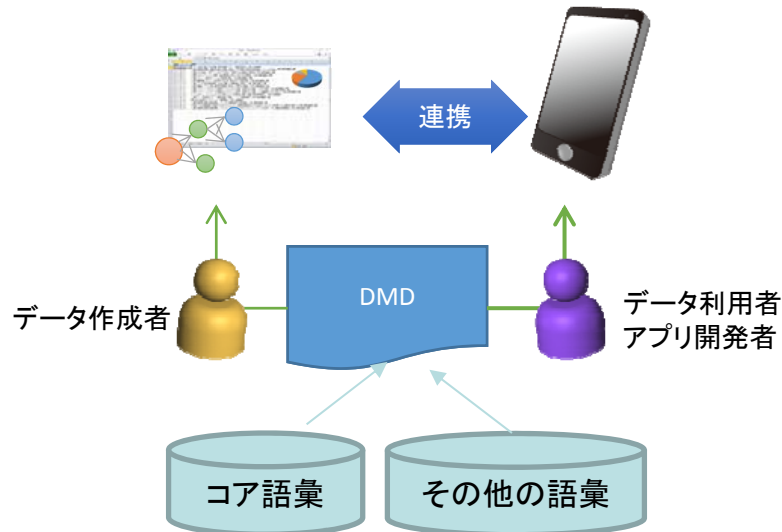 連携
DMD
データ作成者
データ利用者
アプリ開発者
コア語彙
その他の語彙